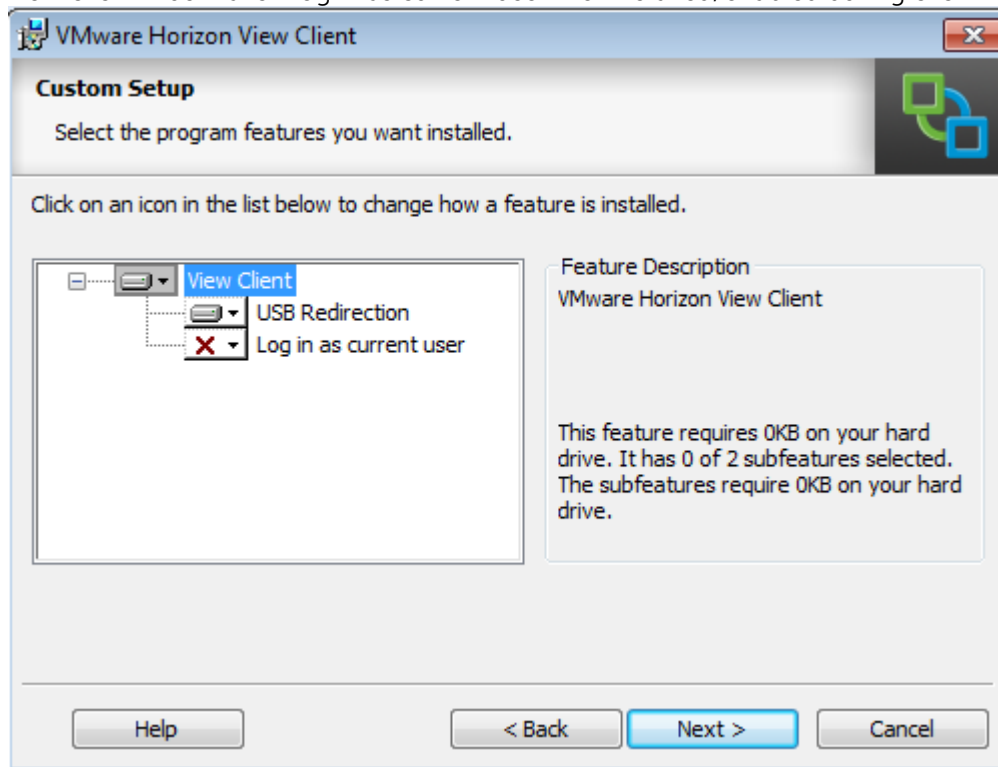 VMware Horizon View Client
Custom Setup
Select the program features you want installed.
Click on an icon in the list below to change how a feature is installed.
View Client
USB Redirection
Log in as current user
Feature Description
VMware Horizon View Client
This feature requires 0KB on your hard
drive. It has 0 of 2 subfeatures selected.
The subfeatures require 0KB on your hard
drive.
Help
< Back
Next >
Cancel